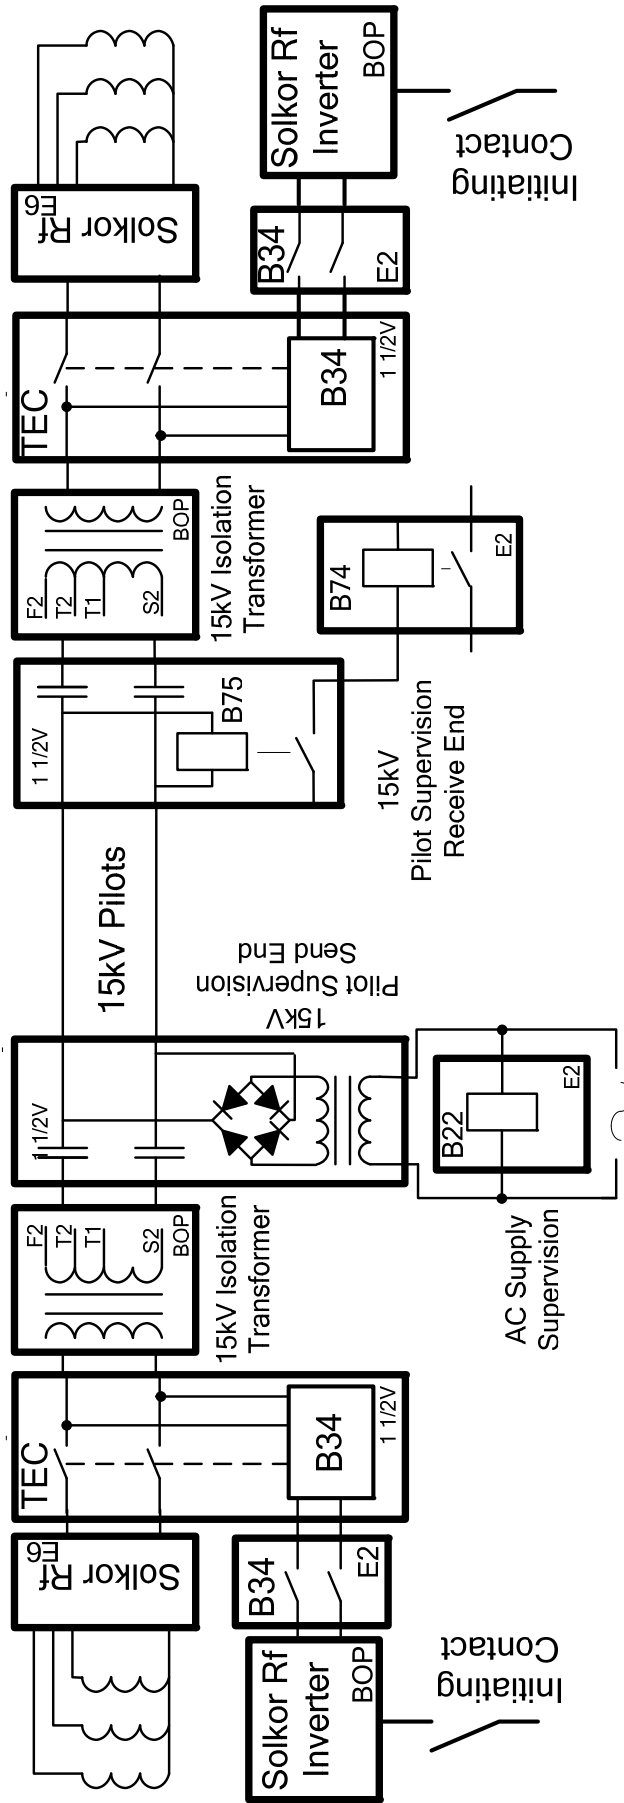 Solkor Rf
E6
Solkor Rf
Inverter
BOP
Initiating
Contact
B34
E2
TEC
B34
1 1/2V
F2
T2
T1
S2
BOP
15kV Isolation
Transformer
B74
E2
1 1/2V
B75
15kV
Pilot Supervision
Receive End
15kV Pilots
15kV
Pilot Supervision
Send End
1 1/2V
B22
E2
AC Supply
Supervision
F2
T2
T1
S2
BOP
15kV Isolation
Transformer
TEC
B34
1 1/2V
Solkor Rf
E6
B34
E2
Solkor Rf
Inverter
BOP
Initiating
Contact